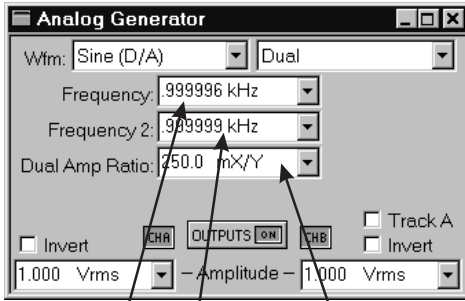 Analog Generator
Wfm: Sine (D/A) Dual
Frequency: .999996 kHz
Frequency 2: .999999 kHz
Dual Amp Ratio: 250.0 mX/Y
Track A
Invert CHA OUTPUTS ON CHB Invert
1.000 Vrms – Amplitude – 1.000 Vrms